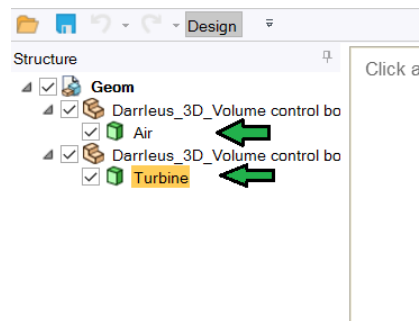 Design
Structure
Click a
Geom
Darrleus_3D_Volume control bo
Air
Darrleus_3D_Volume control bo
Turbine